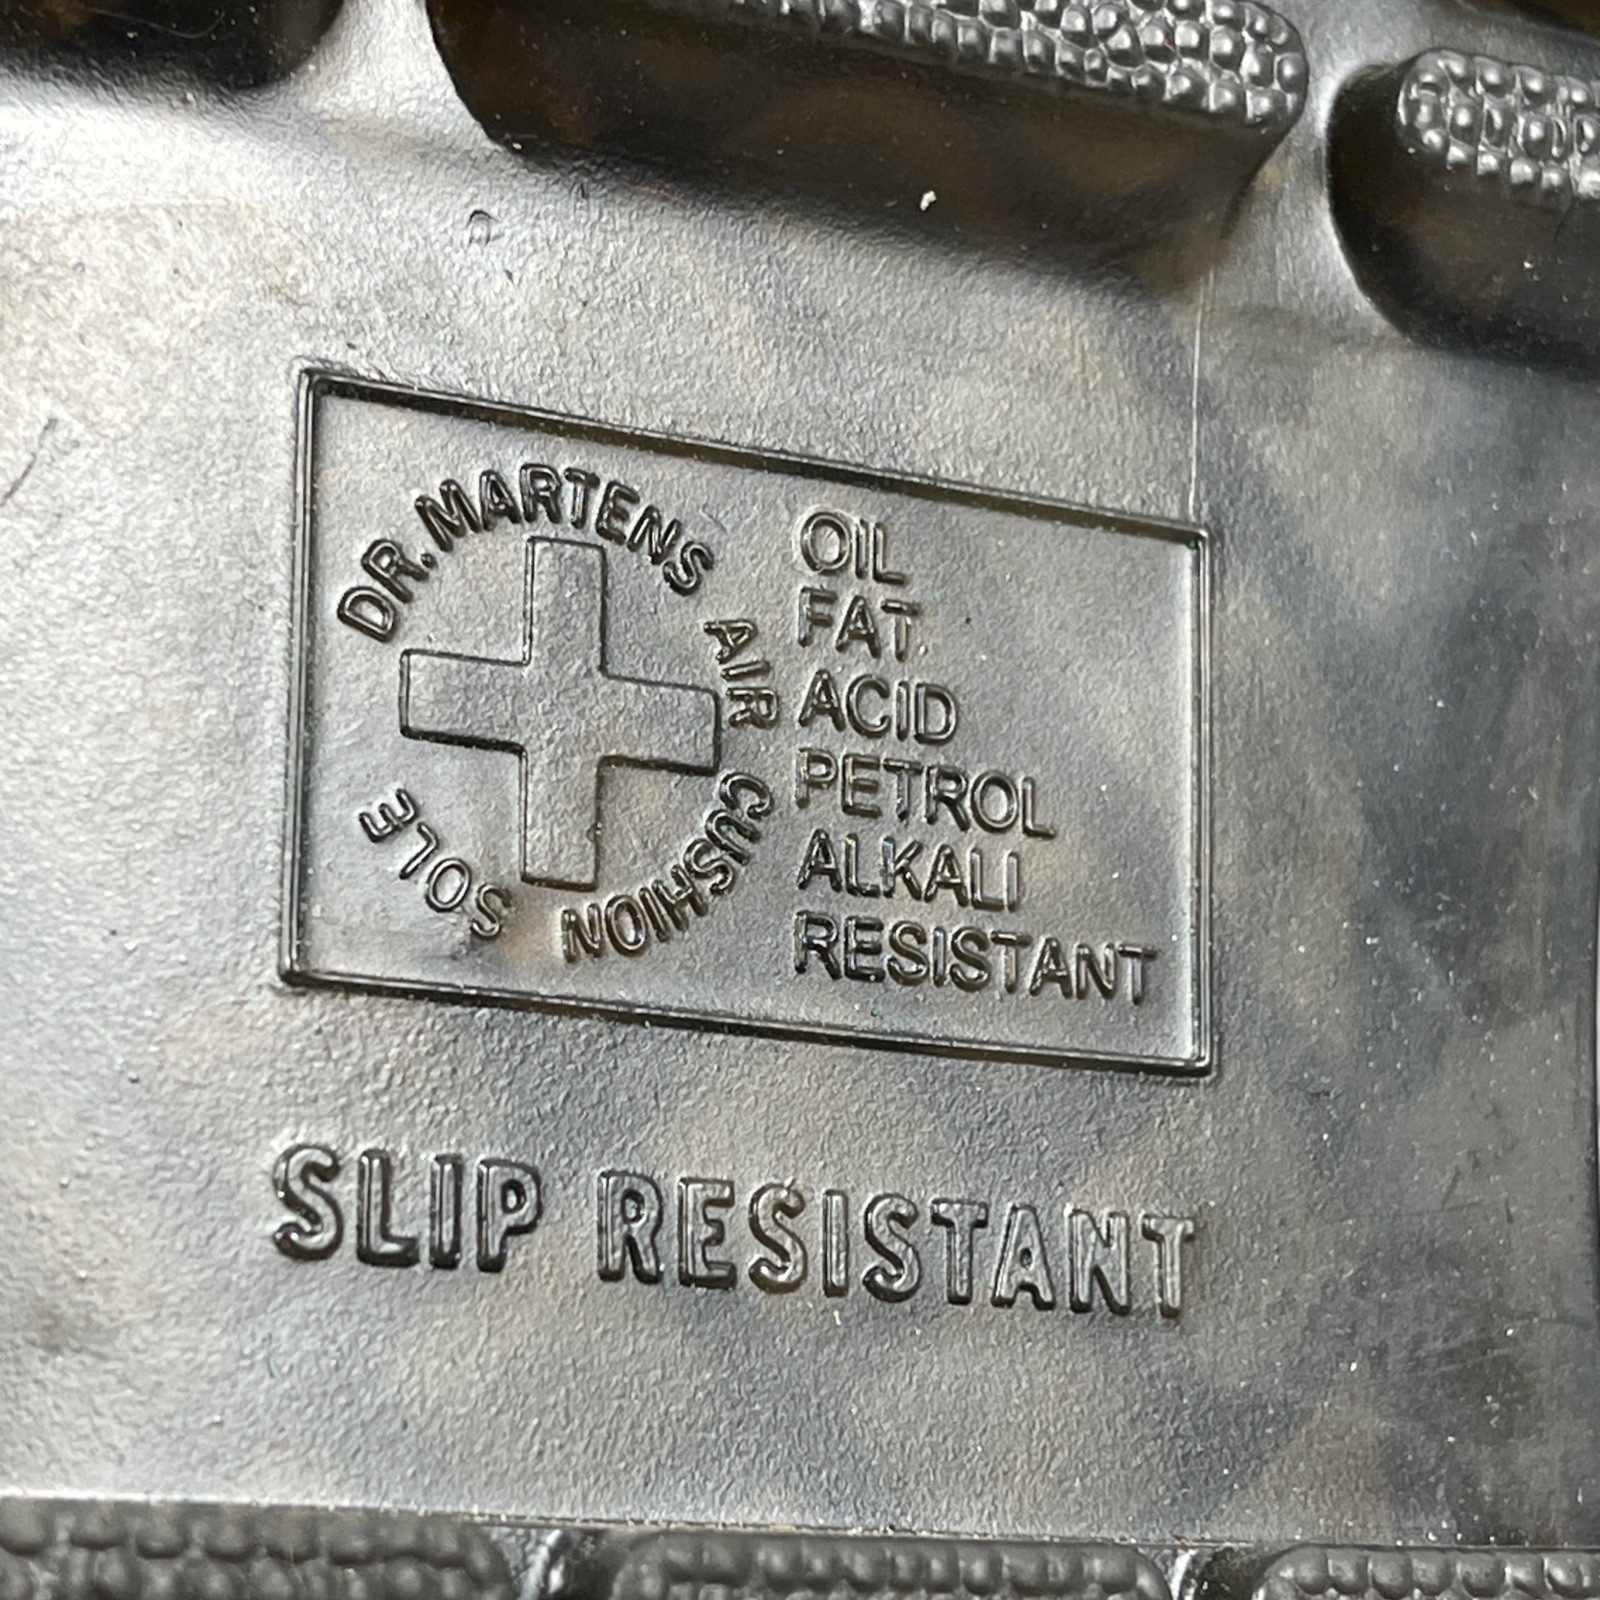 DR. MARTENS AIR CUSHION SOLE
OIL
FAT
ACID
PETROL
ALKALI
RESISTANT
SLIP RESISTANT